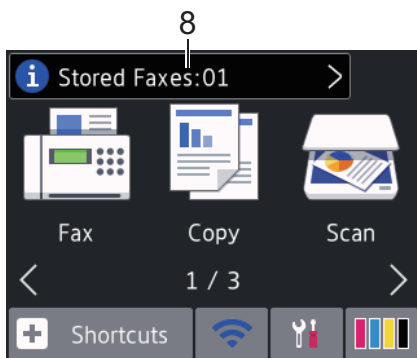 8
i Stored Faxes:01 >
Fax Copy Scan
< 1 / 3 >
+ Shortcuts